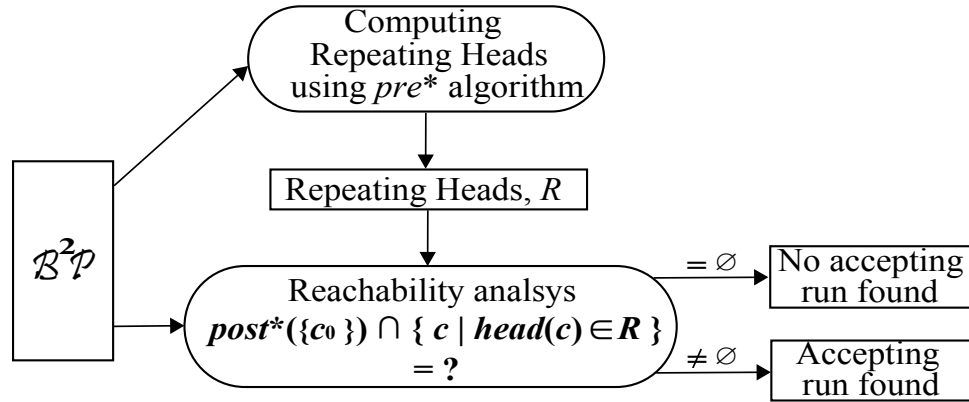 Computing
Repeating Heads
using pre* algorithm
Repeating Heads, R
ℬ²𝒫
Reachability analsys
post*({c₀ }) ∩ { c | head(c) ∈ R }
= ?
= ∅
No accepting
run found
≠ ∅
Accepting
run found